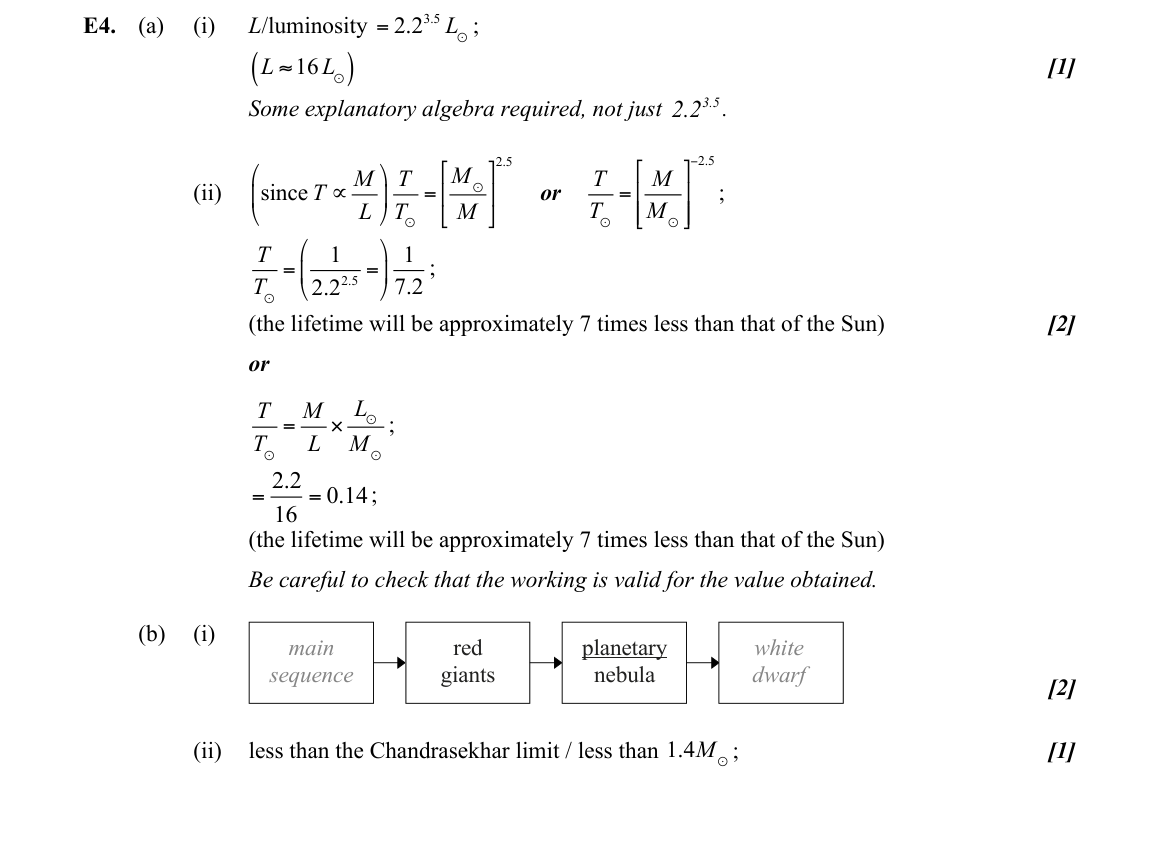 E4. (a) (i) L/luminosity = 2.2^3.5 L☉ ;
(L ≈ 16 L☉) [1]
Some explanatory algebra required, not just 2.2^3.5.
(ii) (since T ∝ M/L) T/T☉ = [M☉/M]^2.5 or T/T☉ = [M/M☉]^−2.5 ;
T/T☉ = (1/2.2^2.5 =) 1/7.2 ;
(the lifetime will be approximately 7 times less than that of the Sun) [2]
or
T/T☉ = M/L × L☉/M☉ ;
= 2.2/16 = 0.14 ;
(the lifetime will be approximately 7 times less than that of the Sun)
Be careful to check that the working is valid for the value obtained.
(b) (i) main red planetary white
sequence giants nebula dwarf
[2]
(ii) less than the Chandrasekhar limit / less than 1.4M☉ ; [1]